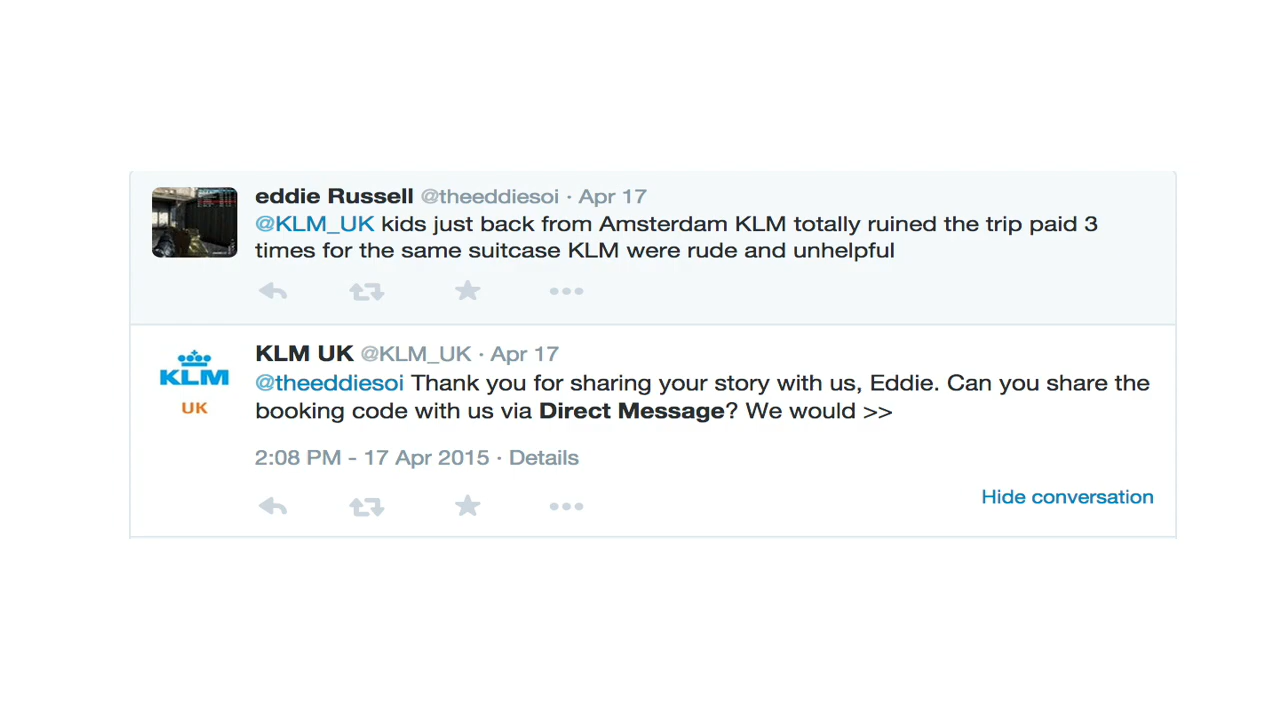 eddie Russell @theeddiesoi · Apr 17
@KLM_UK kids just back from Amsterdam KLM totally ruined the trip paid 3
times for the same suitcase KLM were rude and unhelpful
KLM UK @KLM_UK · Apr 17
KLM
UK
@theeddiesoi Thank you for sharing your story with us, Eddie. Can you share the
booking code with us via Direct Message? We would >>
2:08 PM - 17 Apr 2015 · Details
Hide conversation